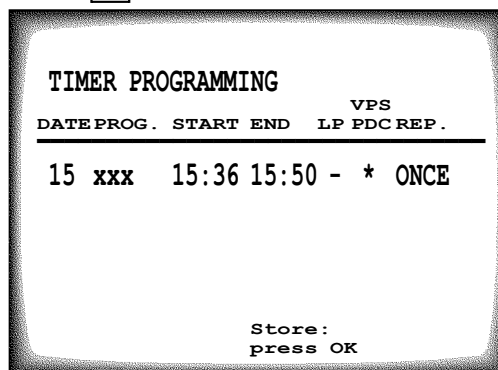 TIMER PROGRAMMING
VPS
DATE PROG. START END LP PDC REP.
15 xxx 15:36 15:50 - * ONCE
Store:
press OK